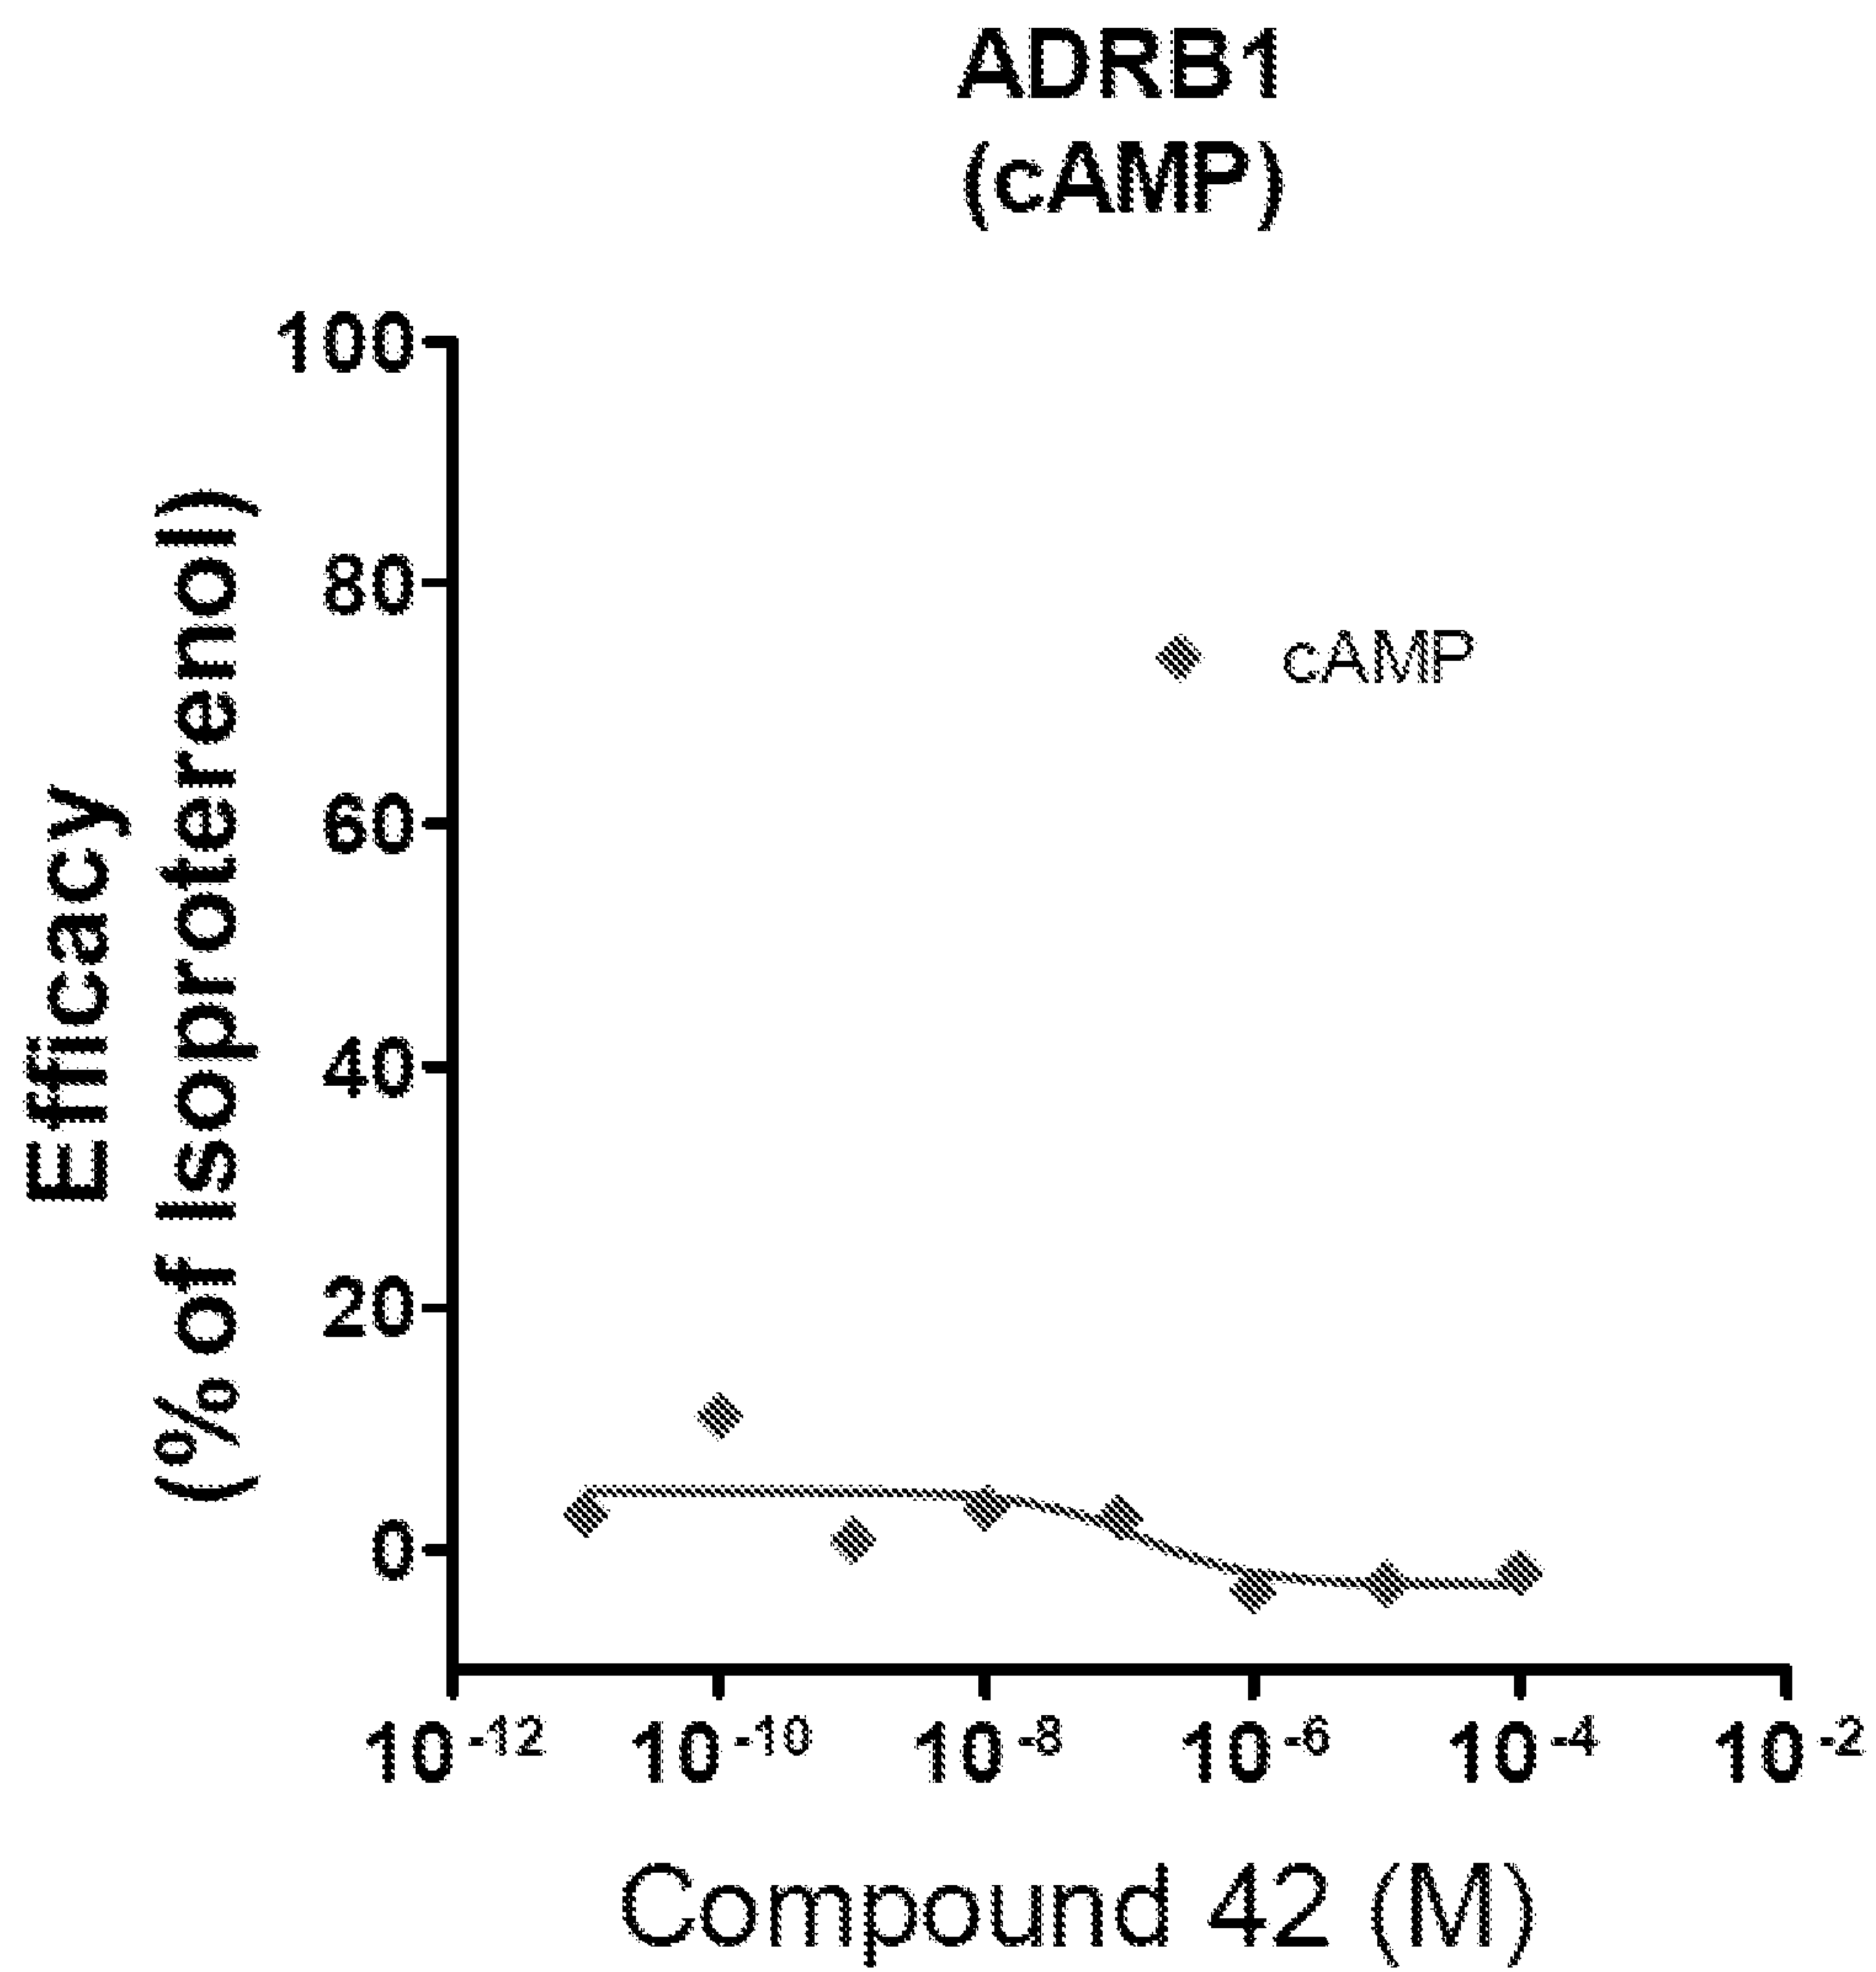 ADRB1
(cAMP)
Efficacy
(% of Isoproterenol)
100
80
60
40
20
0
cAMP
10-12
10-10
10-8
10-6
10-4
10-2
Compound 42 (M)